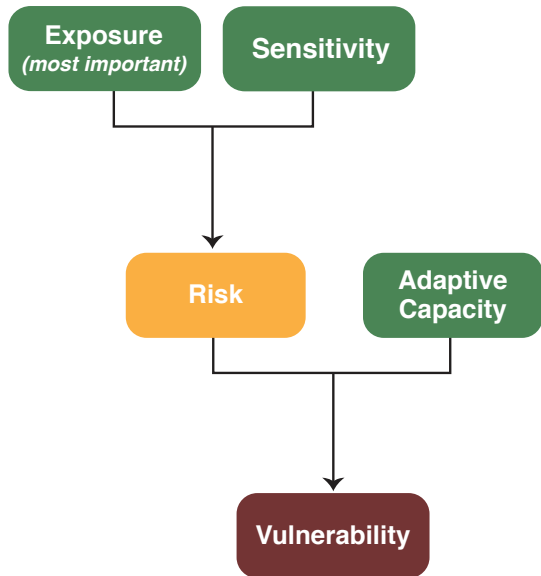 Exposure
(most important)
Sensitivity
Risk
Adaptive
Capacity
Vulnerability